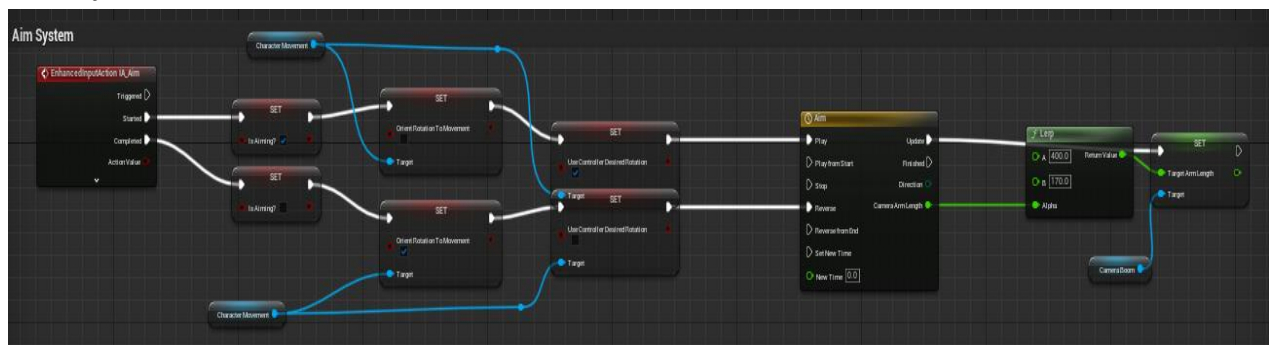 Aim System
EnhancedInputAction IA_Aim
Triggered
Started
Completed
Action Value
Character Movement
SET
Is Aiming?
SET
Is Aiming?
SET
Orient Rotation To Movement
Target
SET
Orient Rotation To Movement
Target
Character Movement
SET
Use Controller Desired Rotation
Target
SET
Use Controller Desired Rotation
Target
Aim
Play
Update
Play from Start
Finished
Stop
Direction
Reverse
Camera Arm Length
Reverse from End
Set New Time
New Time 0.0
Lerp
A 400.0
Return Value
B 170.0
Alpha
SET
Target Arm Length
Target
Camera Boom